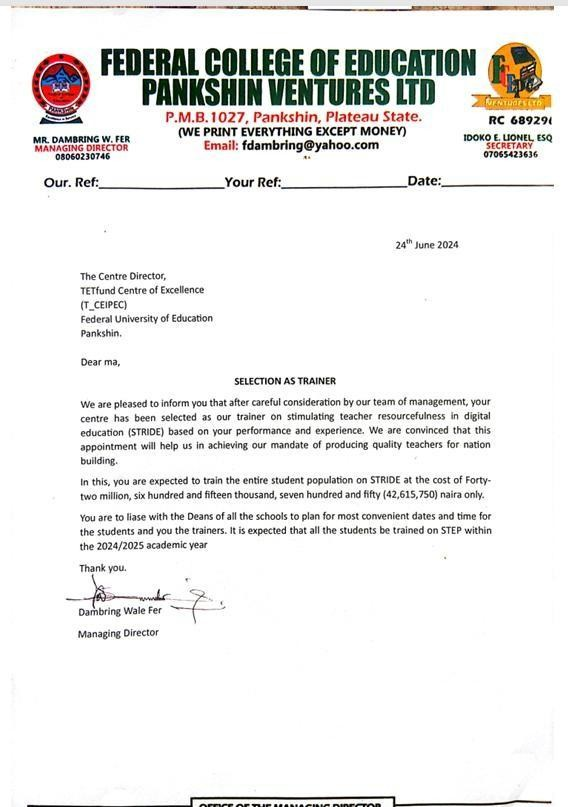 FEDERAL COLLEGE OF EDUCATION
PANKSHIN VENTURES LTD
P.M.B.1027, Pankshin, Plateau State.
(WE PRINT EVERYTHING EXCEPT MONEY)
Email: fdambring@yahoo.com
MR. DAMBRING W. FER
MANAGING DIRECTOR
08060230746
VENTURES LTD
RC 689296
IDOKO E. LIONEL, ESQ
SECRETARY
07065423636
Our. Ref:_______________Your Ref:_______________Date:_______________
24th June 2024
The Centre Director,
TETfund Centre of Excellence
(T_CEIPEC)
Federal University of Education
Pankshin.
Dear ma,
SELECTION AS TRAINER
We are pleased to inform you that after careful consideration by our team of management, your
centre has been selected as our trainer on stimulating teacher resourcefulness in digital
education (STRIDE) based on your performance and experience. We are convinced that this
appointment will help us in achieving our mandate of producing quality teachers for nation
building.
In this, you are expected to train the entire student population on STRIDE at the cost of Forty-
two million, six hundred and fifteen thousand, seven hundred and fifty (42,615,750) naira only.
You are to liase with the Deans of all the schools to plan for most convenient dates and time for
the students and you the trainers. It is expected that all the students be trained on STEP within
the 2024/2025 academic year
Thank you.
Dambring Wale Fer
Managing Director
OFFICE OF THE MANAGING DIRECTOR